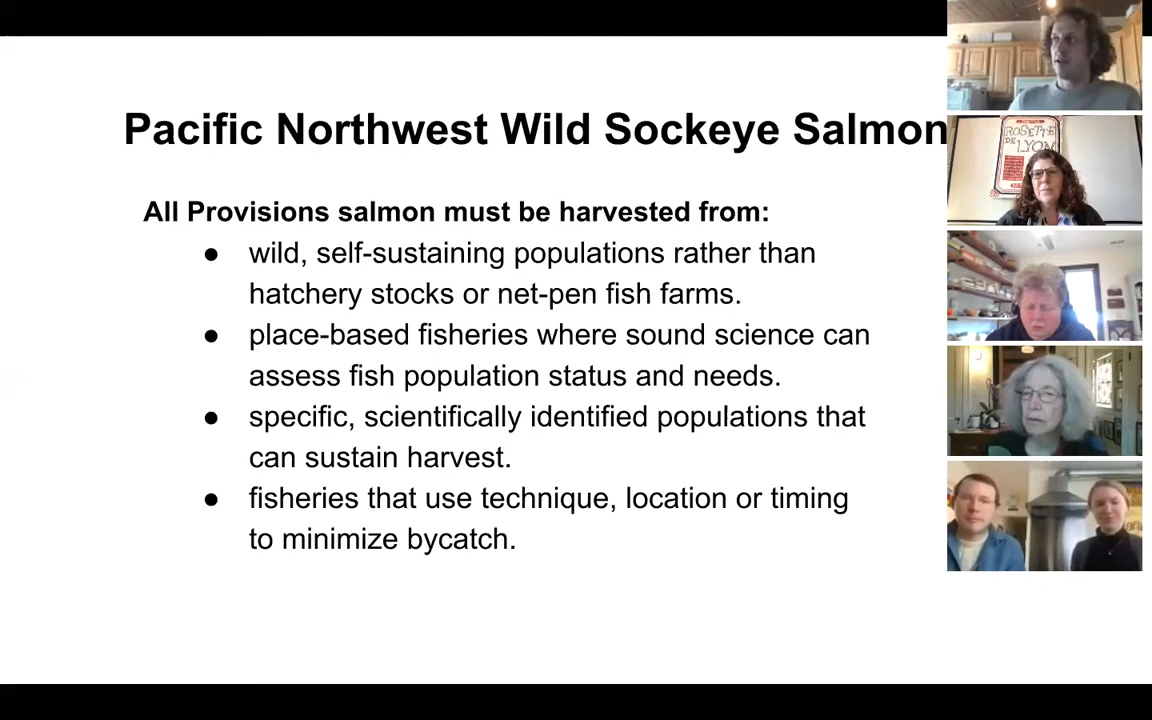 Pacific Northwest Wild Sockeye Salmon
All Provisions salmon must be harvested from:
● wild, self-sustaining populations rather than
hatchery stocks or net-pen fish farms.
● place-based fisheries where sound science can
assess fish population status and needs.
● specific, scientifically identified populations that
can sustain harvest.
● fisheries that use technique, location or timing
to minimize bycatch.
ROSETTE
DE
LYON